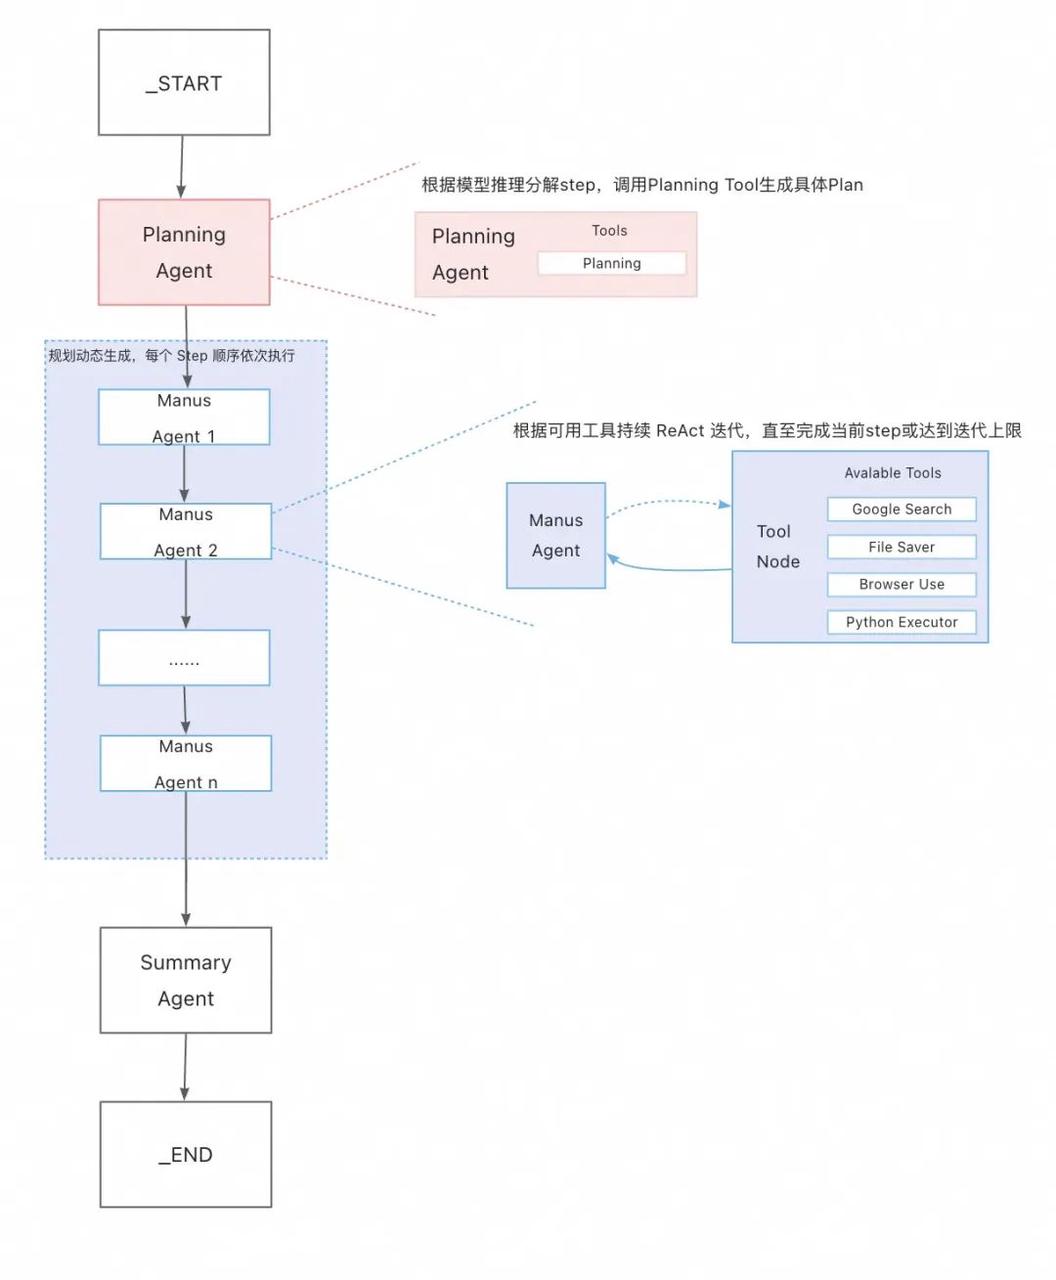 _START
根据模型推理分解step，调用Planning Tool生成具体Plan
Planning
Agent
Planning
Agent
Tools
Planning
规划动态生成，每个 Step 顺序依次执行
Manus
Agent 1
根据可用工具持续 ReAct 迭代，直至完成当前step或达到迭代上限
Manus
Agent 2
Manus
Agent
Tool
Node
Avalable Tools
Google Search
File Saver
Browser Use
Python Executor
......
Manus
Agent n
Summary
Agent
_END